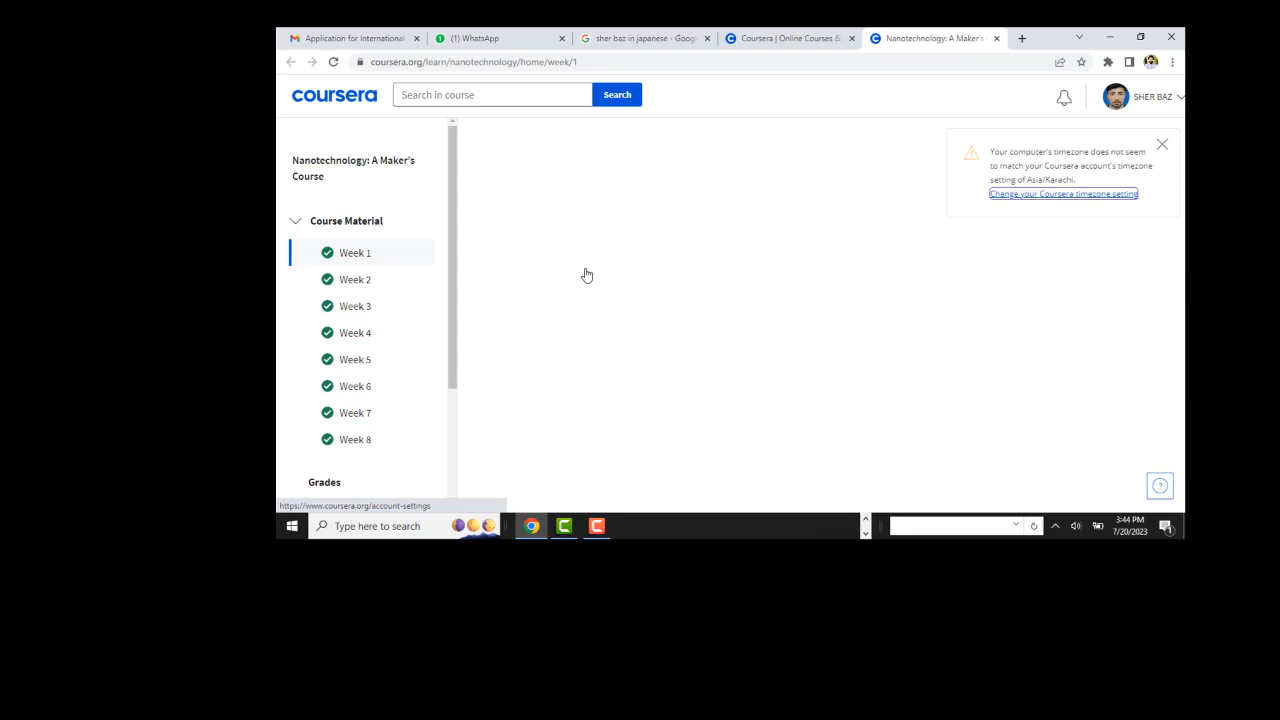 Application for International
(1) WhatsApp
sher baz in japanese - Goog
Coursera | Online Courses &
Nanotechnology: A Maker's
coursera.org/learn/nanotechnology/home/week/1
coursera
Search in course
Search
SHER BAZ
Nanotechnology: A Maker's
Course
Your computer's timezone does not seem
to match your Coursera account's timezone
setting of Asia/Karachi.
Change your Coursera timezone setting
Course Material
Week 1
Week 2
Week 3
Week 4
Week 5
Week 6
Week 7
Week 8
Grades
https://www.coursera.org/account-settings
Type here to search
3:44 PM
7/20/2023
1